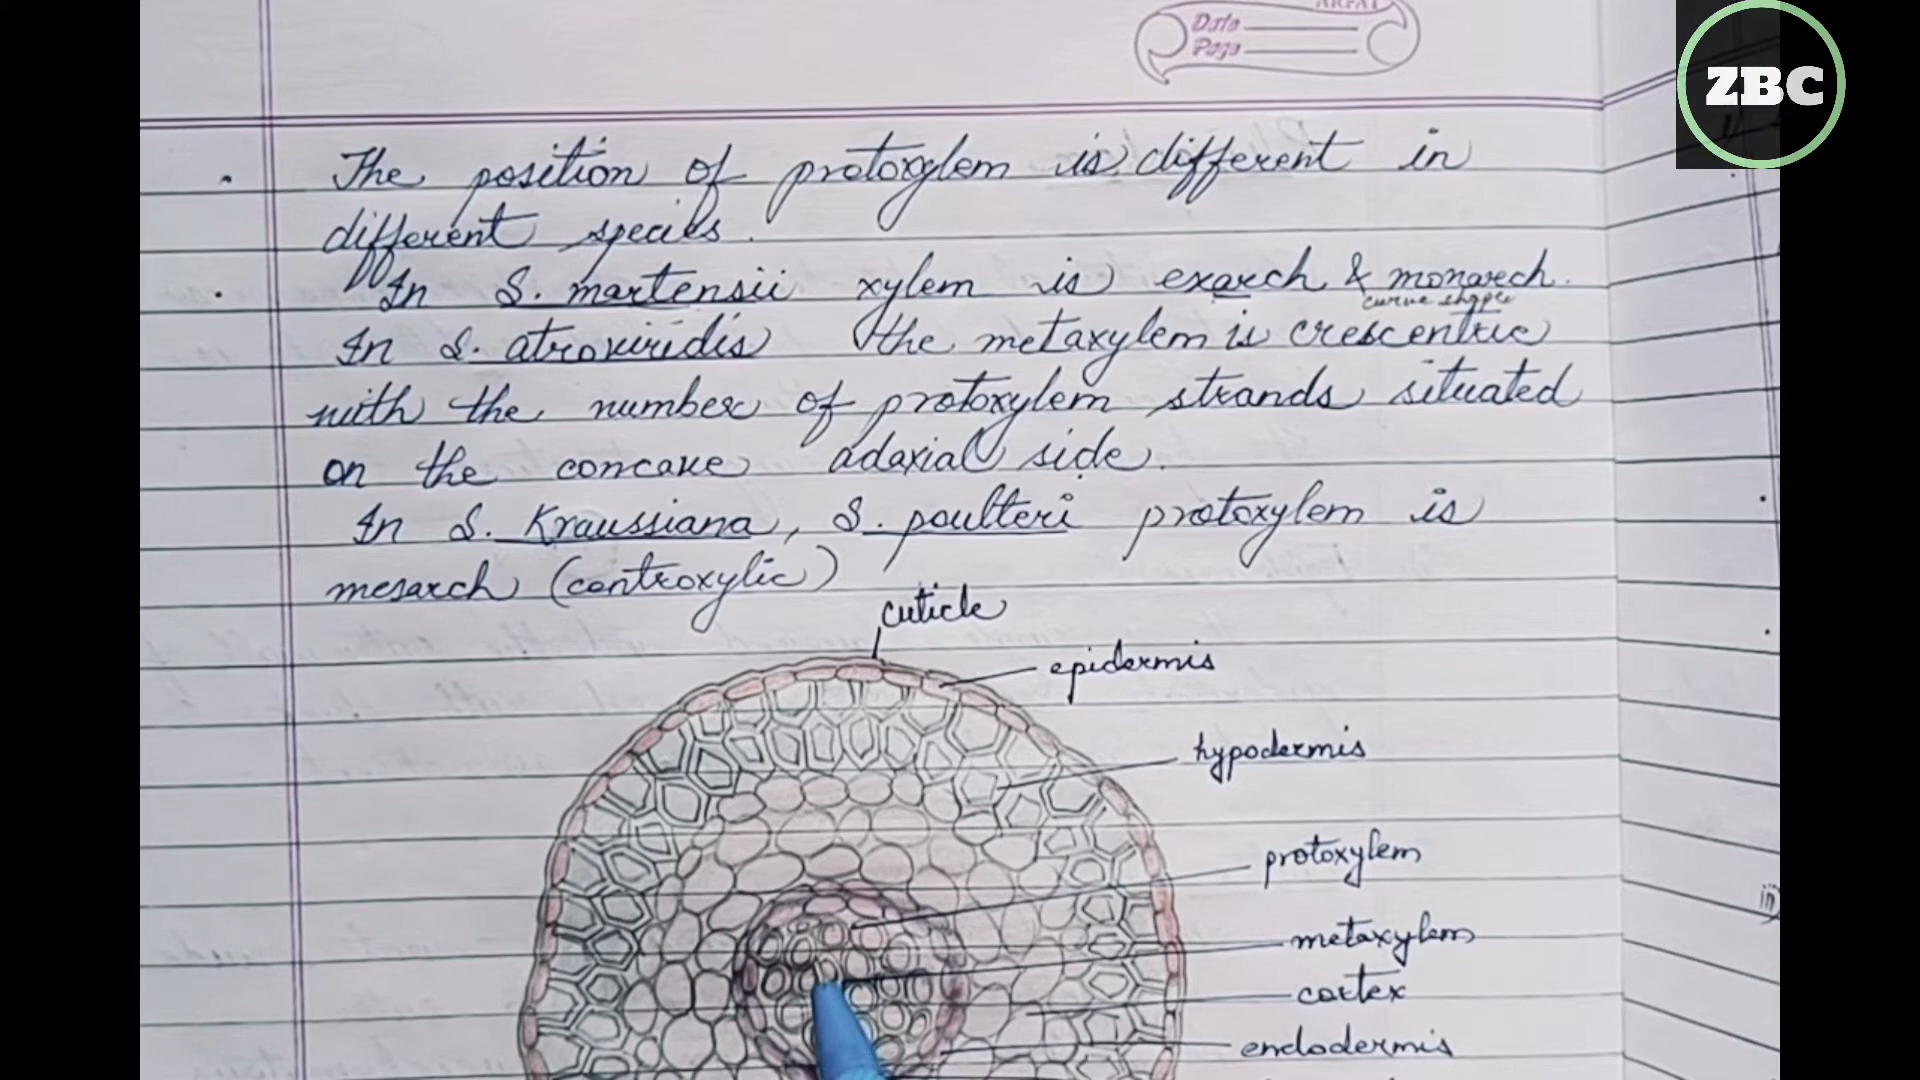 ZBC
Date
Page
The position of protoxylem is different in
different species.
In S. martensii xylem is exarch & monarch.
curve shape
In S. atroviridis the metaxylem is crescentric
with the number of protoxylem strands situated
on the concave adaxial side.
In S. Kraussiana, S. poulteri protoxylem is
mesarch (centroxylic)
cuticle
epidermis
hypodermis
protoxylem
metaxylem
cortex
endodermis
iii)